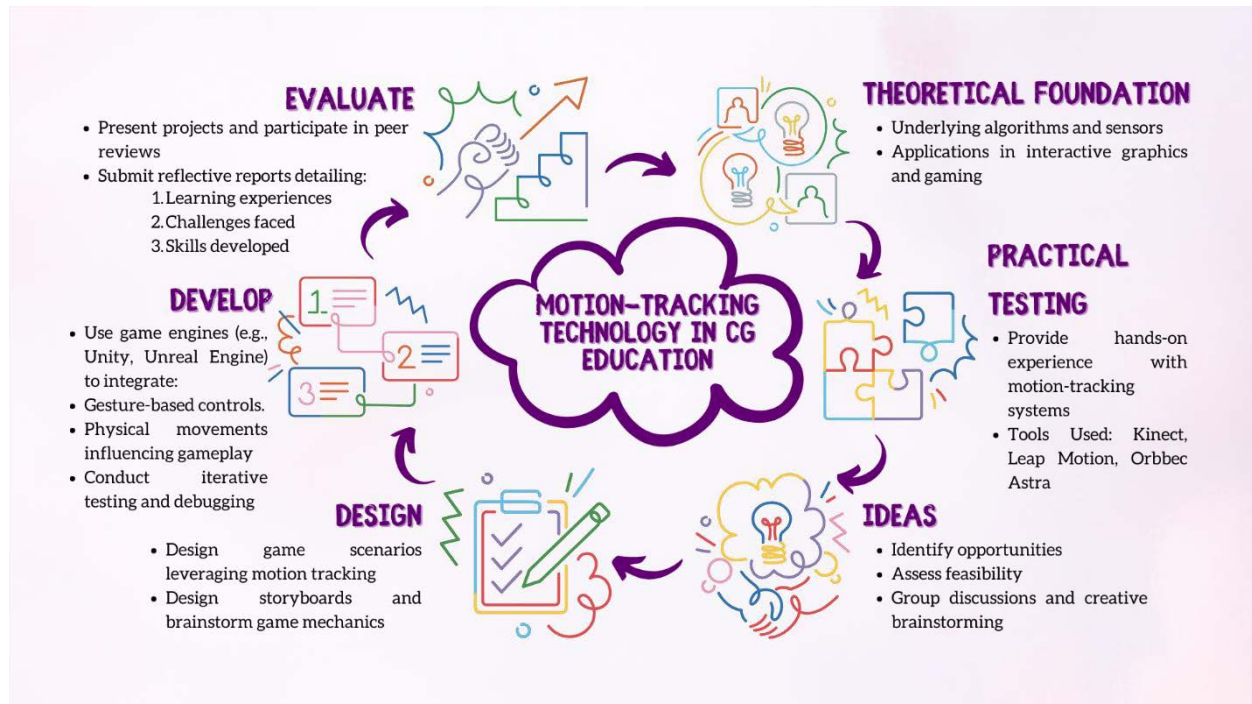 EVALUATE
• Present projects and participate in peer
reviews
• Submit reflective reports detailing:
1. Learning experiences
2. Challenges faced
3. Skills developed
THEORETICAL FOUNDATION
• Underlying algorithms and sensors
• Applications in interactive graphics
and gaming
MOTION-TRACKING
TECHNOLOGY IN CG
EDUCATION
PRACTICAL
TESTING
• Provide hands-on
experience with
motion-tracking
systems
• Tools Used: Kinect,
Leap Motion, Orbbec
Astra
IDEAS
• Identify opportunities
• Assess feasibility
• Group discussions and creative
brainstorming
DESIGN
• Design game scenarios
leveraging motion tracking
• Design storyboards and
brainstorm game mechanics
DEVELOP
• Use game engines (e.g.,
Unity, Unreal Engine)
to integrate:
• Gesture-based controls.
• Physical movements
influencing gameplay
• Conduct iterative
testing and debugging
1.
2
3